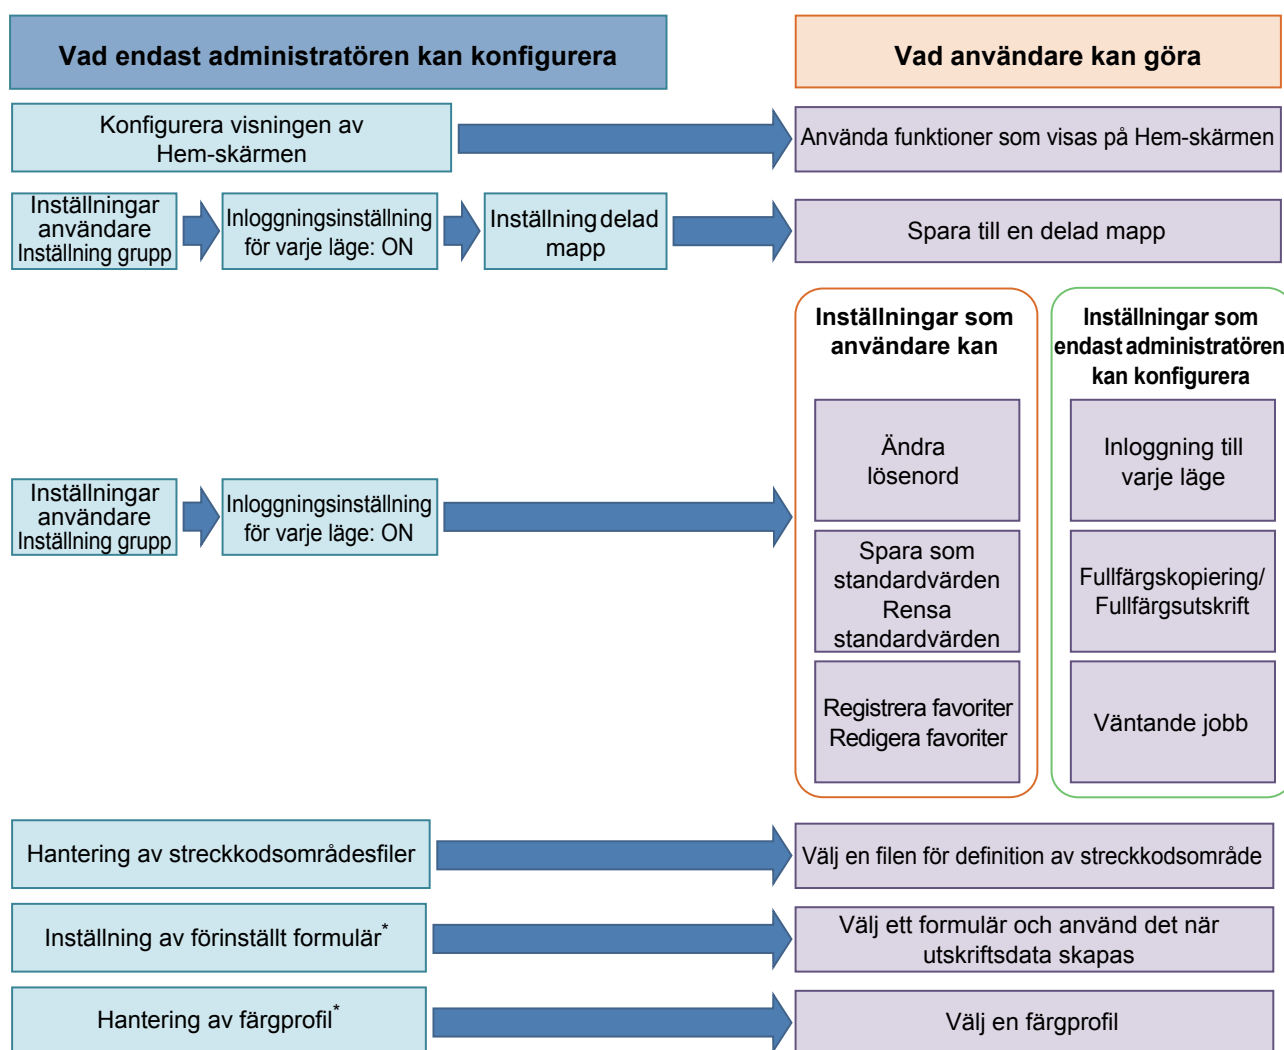 Vad endast administratören kan konfigurera
Vad användare kan göra
Konfigurera visningen av
Hem-skärmen
Använda funktioner som visas på Hem-skärmen
Inställningar
användare
Inställning grupp
Inloggningsinställning
för varje läge: ON
Inställning delad
mapp
Spara till en delad mapp
Inställningar som
användare kan
Inställningar som
endast administratören
kan konfigurera
Inställningar
användare
Inställning grupp
Inloggningsinställning
för varje läge: ON
Ändra
lösenord
Inloggning till
varje läge
Spara som
standardvärden
Rensa
standardvärden
Fullfärgskopiering/
Fullfärgsutskrift
Registrera favoriter
Redigera favoriter
Väntande jobb
Hantering av streckkodsområdesfiler
Välj en filen för definition av streckkodsområde
Inställning av förinställt formulär*
Välj ett formulär och använd det när
utskriftsdata skapas
Hantering av färgprofil*
Välj en färgprofil